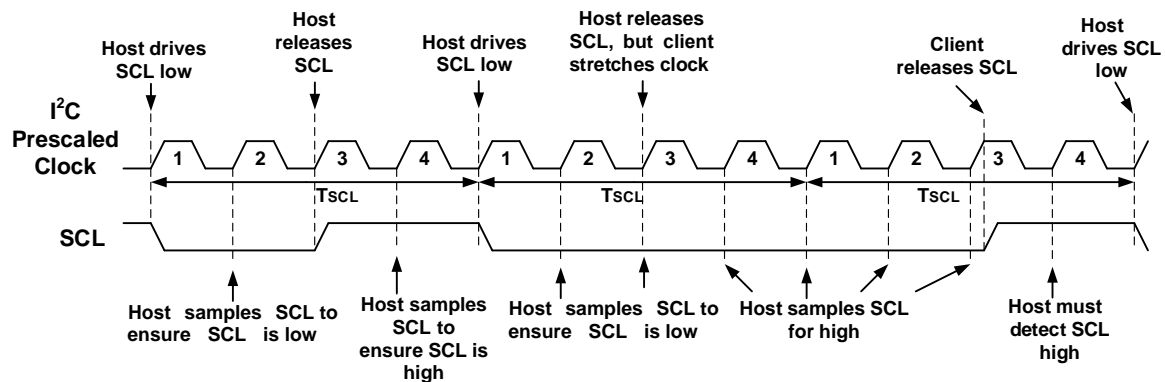 Host drives
SCL low
Host
releases
SCL
Host drives
SCL low
Host releases
SCL, but client
stretches clock
Client
releases SCL
Host
drives SCL
low
I²C
Prescaled
Clock
1 2 3 4 1 2 3 4 1 2 3 4
TSCL TSCL TSCL
SCL
Host samples SCL to
ensure SCL is low
Host samples
SCL to
ensure SCL is
high
Host samples SCL to
ensure SCL is low
Host samples SCL
for high
Host must
detect SCL
high